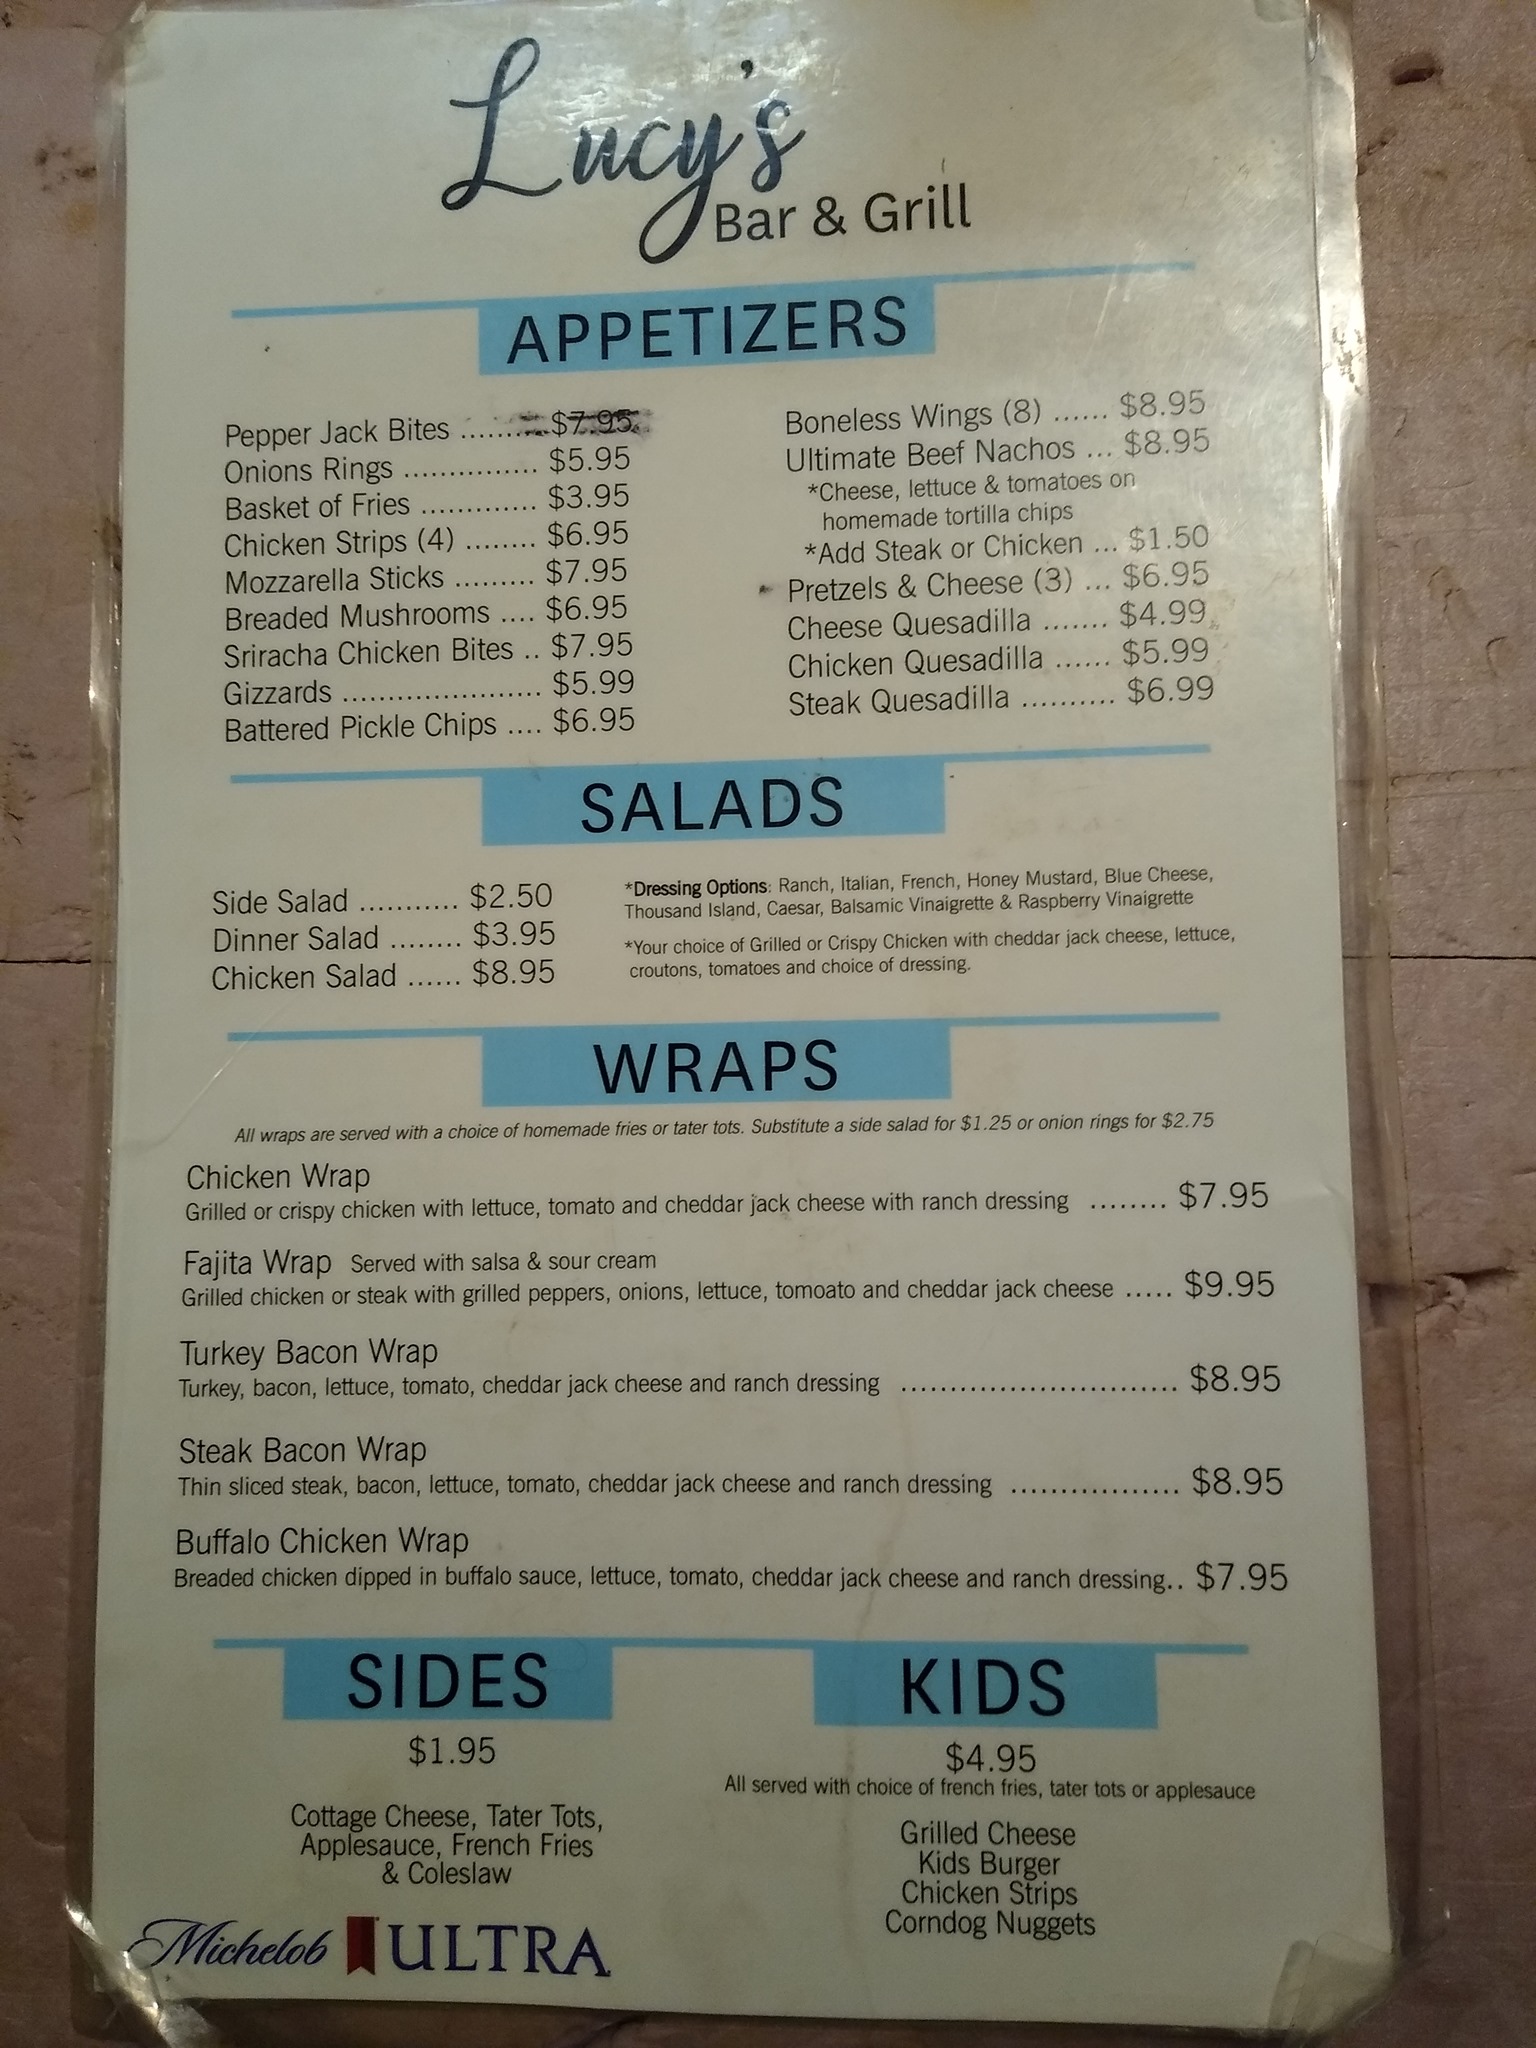 Lucy's
Bar & Grill
APPETIZERS
Pepper Jack Bites ......... $7.95
Onions Rings ............... $5.95
Basket of Fries ............. $3.95
Chicken Strips (4) ........ $6.95
Mozzarella Sticks ......... $7.95
Breaded Mushrooms .... $6.95
Sriracha Chicken Bites .. $7.95
Gizzards ...................... $5.99
Battered Pickle Chips .... $6.95
Boneless Wings (8) ...... $8.95
Ultimate Beef Nachos ... $8.95
*Cheese, lettuce & tomatoes on
homemade tortilla chips
*Add Steak or Chicken ... $1.50
Pretzels & Cheese (3) ... $6.95
Cheese Quesadilla ....... $4.99
Chicken Quesadilla ...... $5.99
Steak Quesadilla .......... $6.99
SALADS
Side Salad ........... $2.50
Dinner Salad ........ $3.95
Chicken Salad ...... $8.95
*Dressing Options: Ranch, Italian, French, Honey Mustard, Blue Cheese,
Thousand Island, Caesar, Balsamic Vinaigrette & Raspberry Vinaigrette
*Your choice of Grilled or Crispy Chicken with cheddar jack cheese, lettuce,
croutons, tomatoes and choice of dressing.
WRAPS
All wraps are served with a choice of homemade fries or tater tots. Substitute a side salad for $1.25 or onion rings for $2.75
Chicken Wrap
Grilled or crispy chicken with lettuce, tomato and cheddar jack cheese with ranch dressing ........ $7.95
Fajita Wrap Served with salsa & sour cream
Grilled chicken or steak with grilled peppers, onions, lettuce, tomoato and cheddar jack cheese ..... $9.95
Turkey Bacon Wrap
Turkey, bacon, lettuce, tomato, cheddar jack cheese and ranch dressing ............................ $8.95
Steak Bacon Wrap
Thin sliced steak, bacon, lettuce, tomato, cheddar jack cheese and ranch dressing ................. $8.95
Buffalo Chicken Wrap
Breaded chicken dipped in buffalo sauce, lettuce, tomato, cheddar jack cheese and ranch dressing.. $7.95
SIDES
$1.95
Cottage Cheese, Tater Tots,
Applesauce, French Fries
& Coleslaw
KIDS
$4.95
All served with choice of french fries, tater tots or applesauce
Grilled Cheese
Kids Burger
Chicken Strips
Corndog Nuggets
Michelob ULTRA